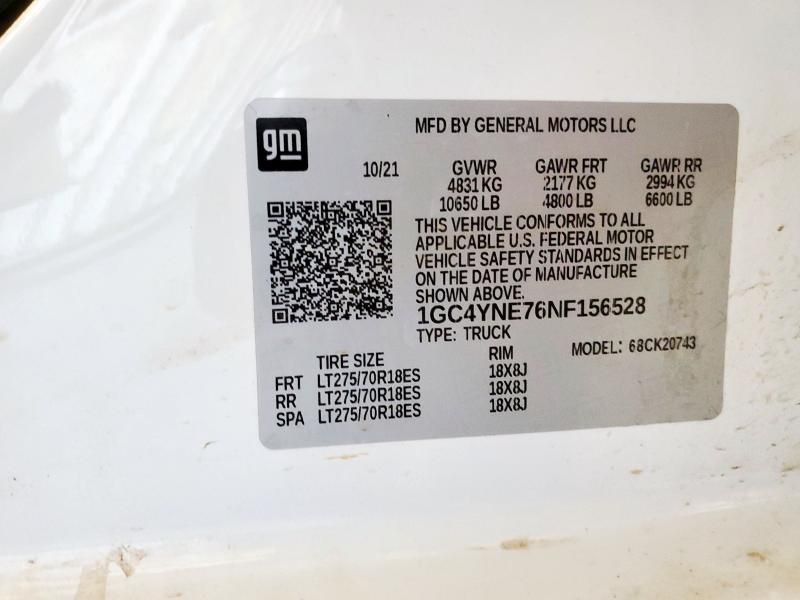 gm
MFD BY GENERAL MOTORS LLC
10/21 GVWR GAWR FRT GAWR RR
4831 KG 2177 KG 2994 KG
10650 LB 4800 LB 6600 LB
THIS VEHICLE CONFORMS TO ALL
APPLICABLE U.S. FEDERAL MOTOR
VEHICLE SAFETY STANDARDS IN EFFECT
ON THE DATE OF MANUFACTURE
SHOWN ABOVE.
1GC4YNE76NF156528
TYPE: TRUCK MODEL: 68CK20743
TIRE SIZE RIM
FRT LT275/70R18ES 18X8J
RR LT275/70R18ES 18X8J
SPA LT275/70R18ES 18X8J